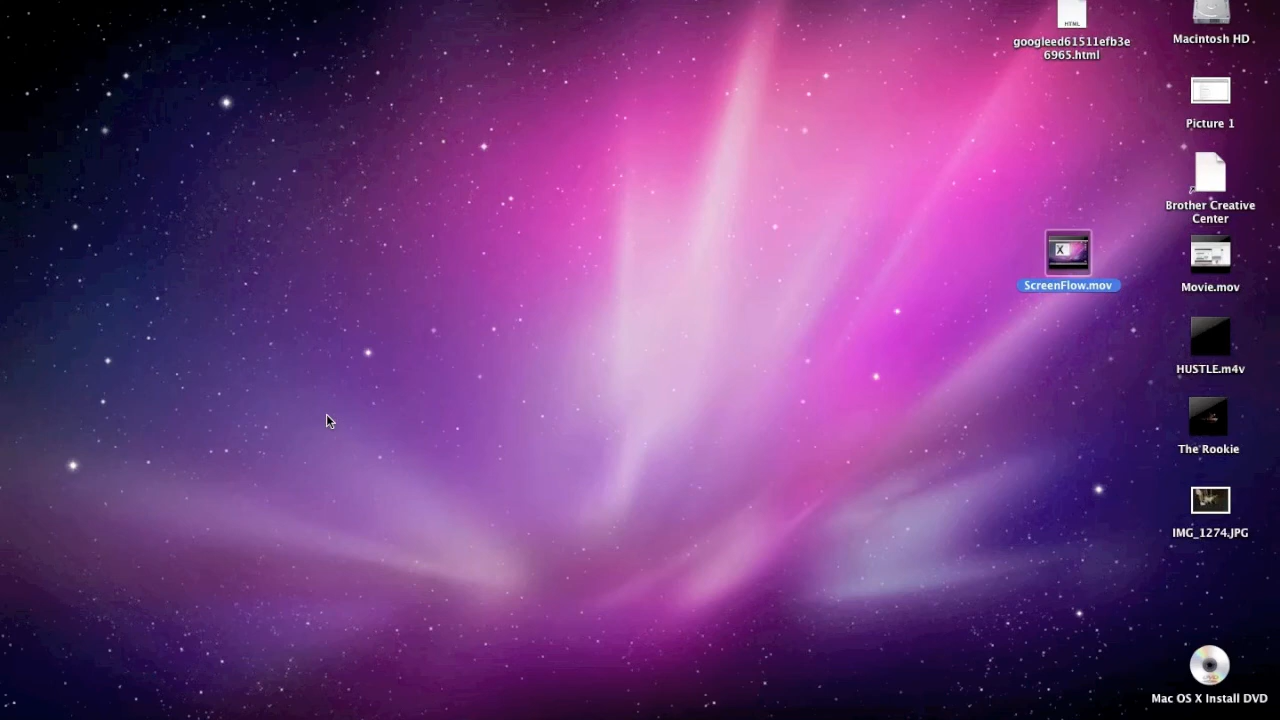 HTML
googleed61511efb3e
6965.html
Macintosh HD
Picture 1
Brother Creative
Center
X
ScreenFlow.mov
Movie.mov
HUSTLE.m4v
The Rookie
IMG_1274.JPG
DVD
Mac OS X Install DVD